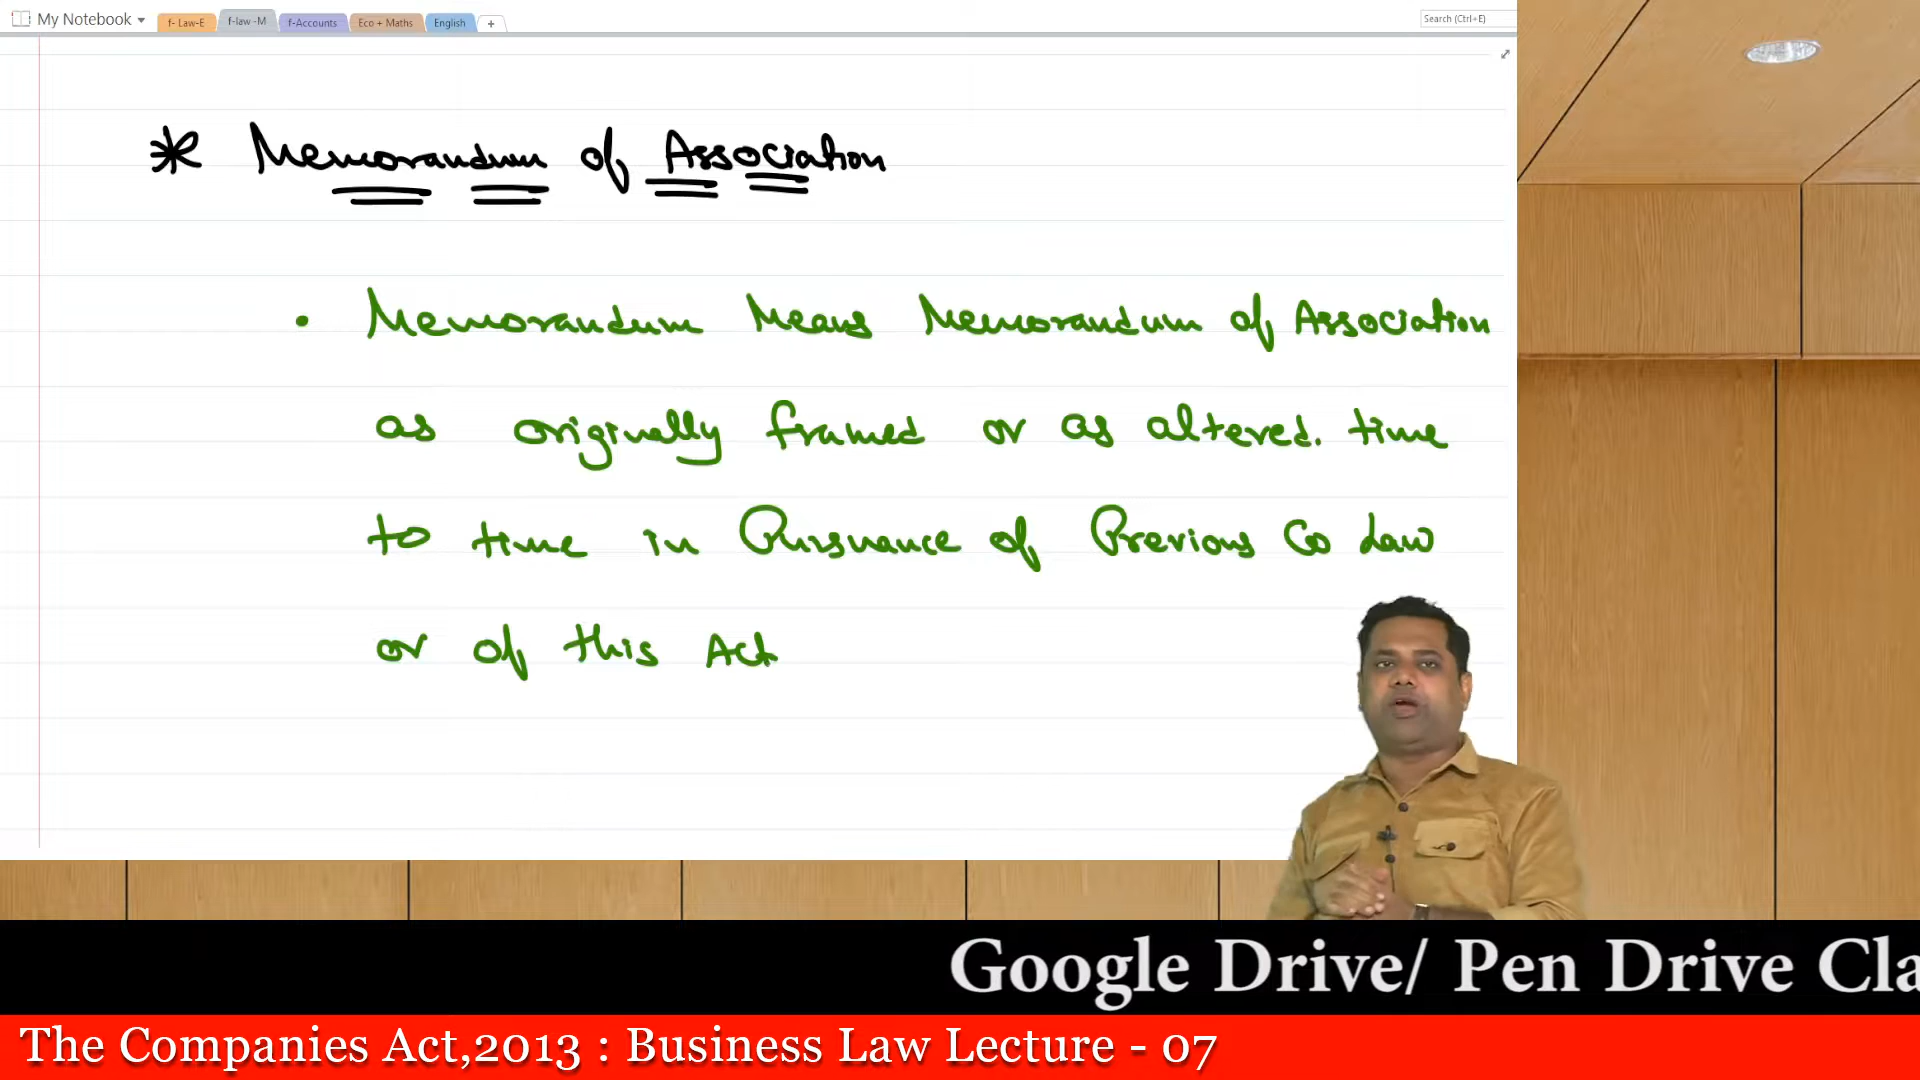 My Notebook
f- Law-E
f-law -M
f-Accounts
Eco + Maths
English
+
Search (Ctrl+E)
* Memorandum of Association
• Memorandum Means Memorandum of Association
as originally framed or as altered. time
to time in Pursuance of Previous Co Law
or of this Act
Google Drive/ Pen Drive Cla
The Companies Act,2013 : Business Law Lecture - 07